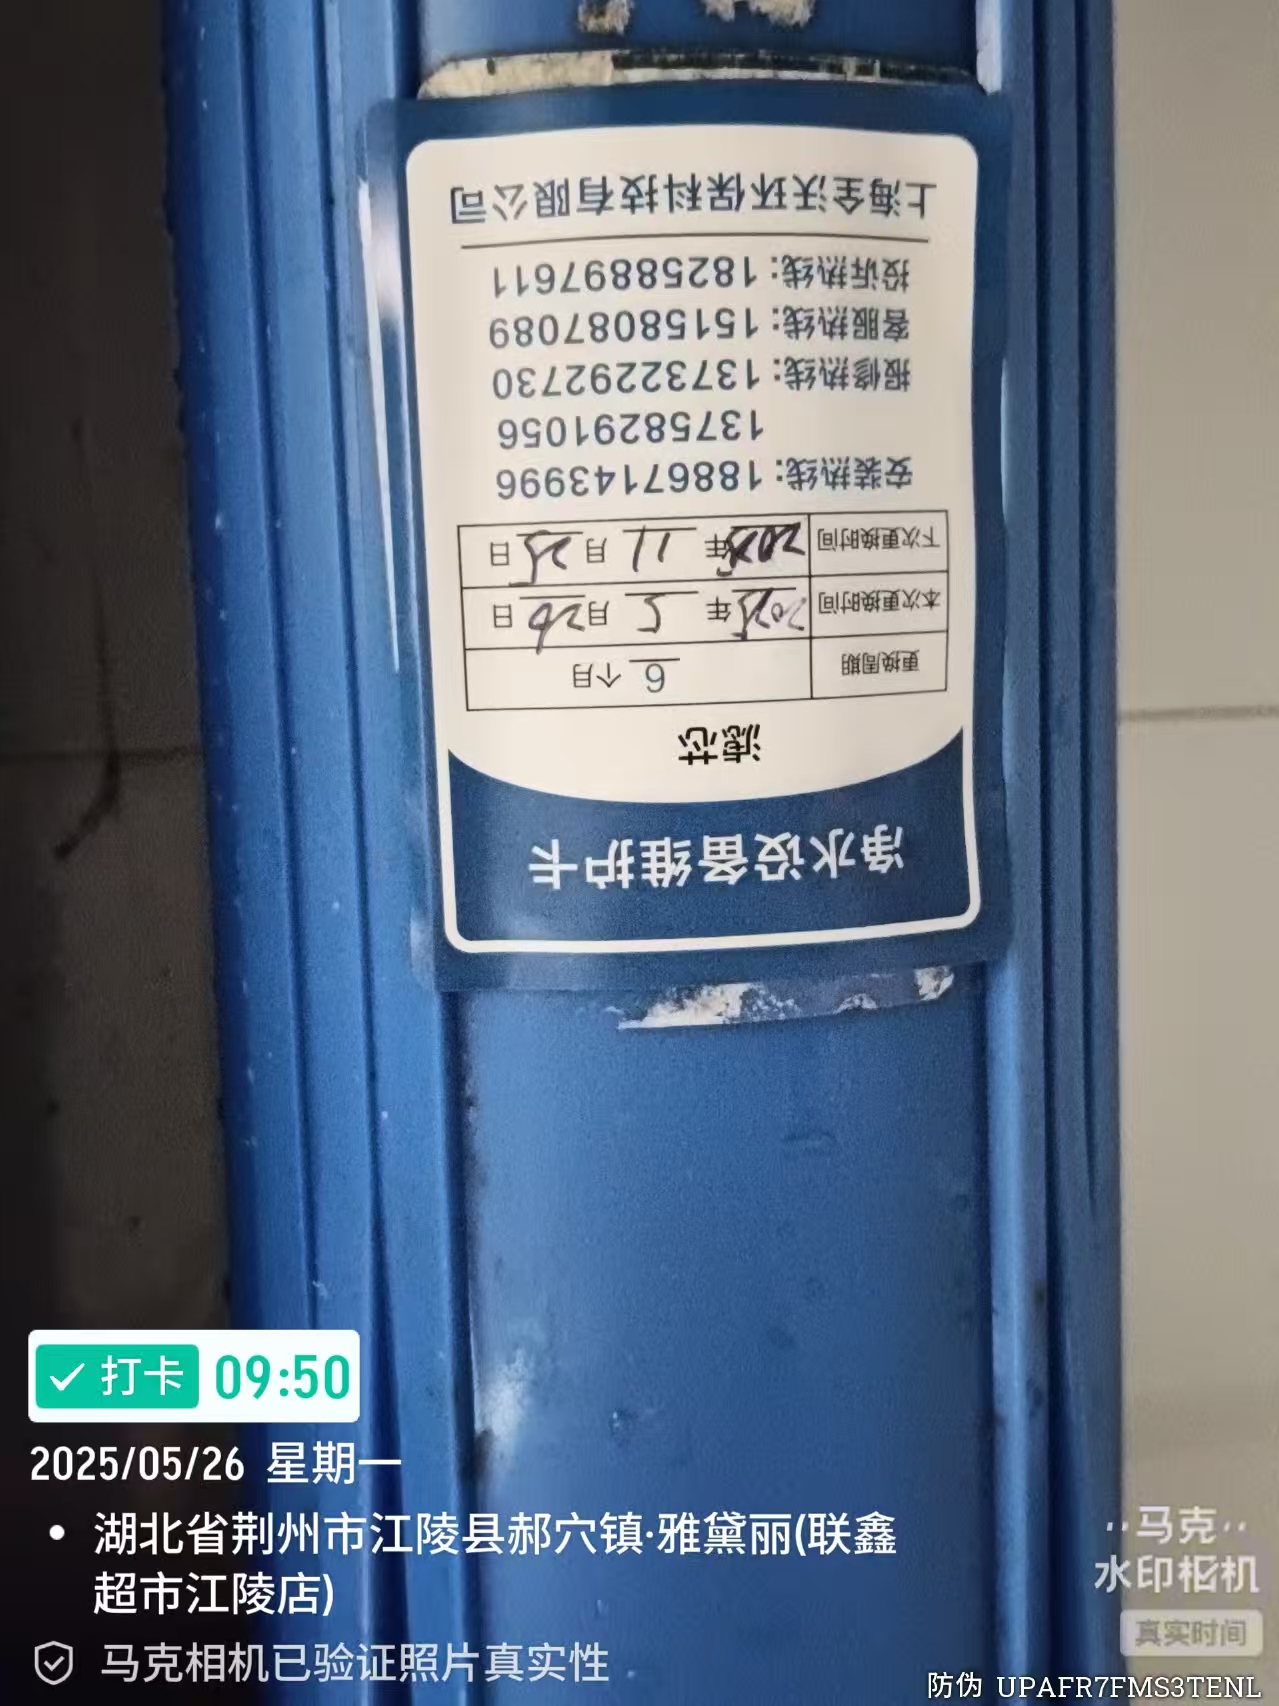 净水设备维护卡
滤芯
更换周期 6 个月
本次更换时间 2025年 5 月 26 日
下次更换时间 2025年 11 月 25 日
安装热线: 18867143996
13758291056
报修热线: 13732292730
客服热线: 15158087089
投诉热线: 18258897611
上海全沃环保科技有限公司
打卡 09:50
2025/05/26 星期一
湖北省荆州市江陵县郝穴镇·雅黛丽(联鑫
超市江陵店)
马克相机已验证照片真实性
马克
水印相机
真实时间
防伪 UPAFR7FMS3TENL